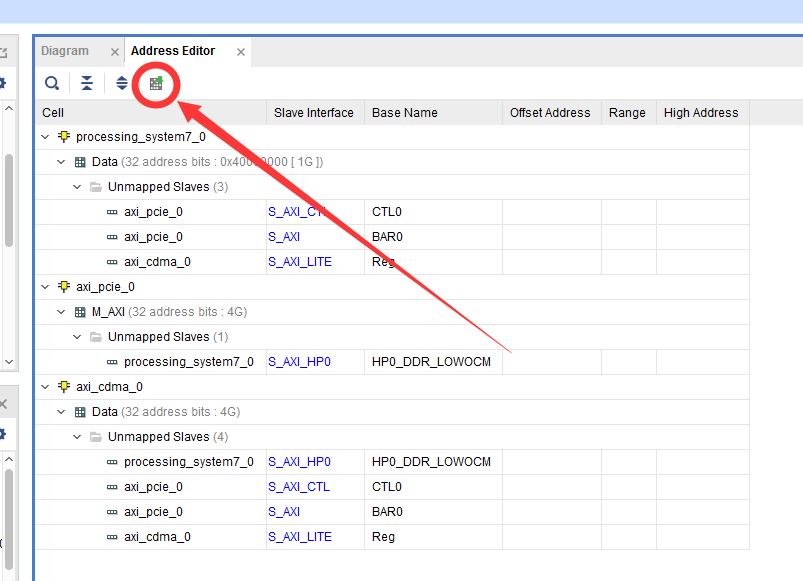 Diagram Address Editor
Cell Slave Interface Base Name Offset Address Range High Address
processing_system7_0
Data (32 address bits : 0x40000000 [ 1G ])
Unmapped Slaves (3)
axi_pcie_0 S_AXI_CTL CTL0
axi_pcie_0 S_AXI BAR0
axi_cdma_0 S_AXI_LITE Reg
axi_pcie_0
M_AXI (32 address bits : 4G)
Unmapped Slaves (1)
processing_system7_0 S_AXI_HP0 HP0_DDR_LOWOCM
axi_cdma_0
Data (32 address bits : 4G)
Unmapped Slaves (4)
processing_system7_0 S_AXI_HP0 HP0_DDR_LOWOCM
axi_pcie_0 S_AXI_CTL CTL0
axi_pcie_0 S_AXI BAR0
axi_cdma_0 S_AXI_LITE Reg